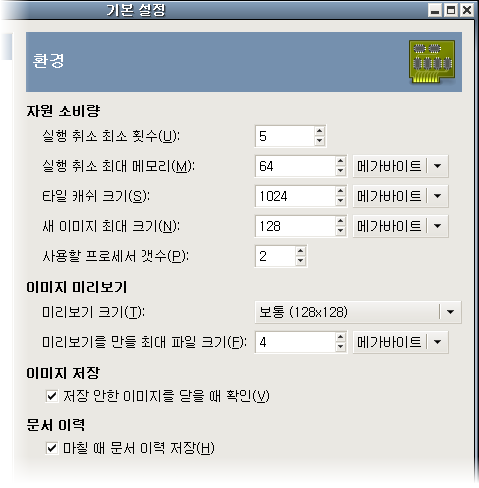 기본 설정
환경
자원 소비량
실행 취소 최소 횟수(U): 5
실행 취소 최대 메모리(M): 64 메가바이트
타일 캐쉬 크기(S): 1024 메가바이트
새 이미지 최대 크기(N): 128 메가바이트
사용할 프로세서 갯수(P): 2
이미지 미리보기
미리보기 크기(T): 보통 (128x128)
미리보기를 만들 최대 파일 크기(F): 4 메가바이트
이미지 저장
저장 안한 이미지를 닫을 때 확인(V)
문서 이력
마칠 때 문서 이력 저장(H)